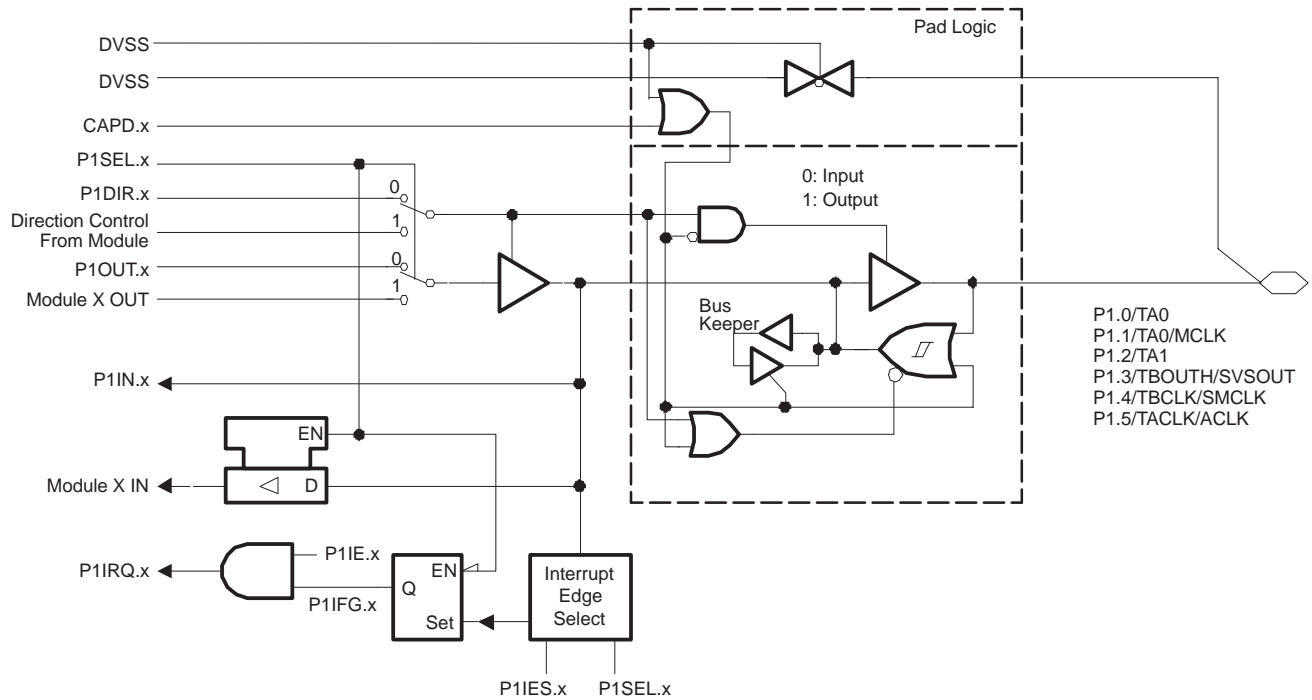 Pad Logic
DVSS
DVSS
CAPD.x
P1SEL.x
P1DIR.x
0
Direction Control
From Module
1
P1OUT.x
0
Module X OUT
1
0: Input
1: Output
Bus
Keeper
P1.0/TA0
P1.1/TA0/MCLK
P1.2/TA1
P1.3/TBOUTH/SVSOUT
P1.4/TBCLK/SMCLK
P1.5/TACLK/ACLK
P1IN.x
EN
Module X IN
D
P1IRQ.x
P1IE.x
P1IFG.x
EN
Q
Set
Interrupt
Edge
Select
P1IES.x
P1SEL.x